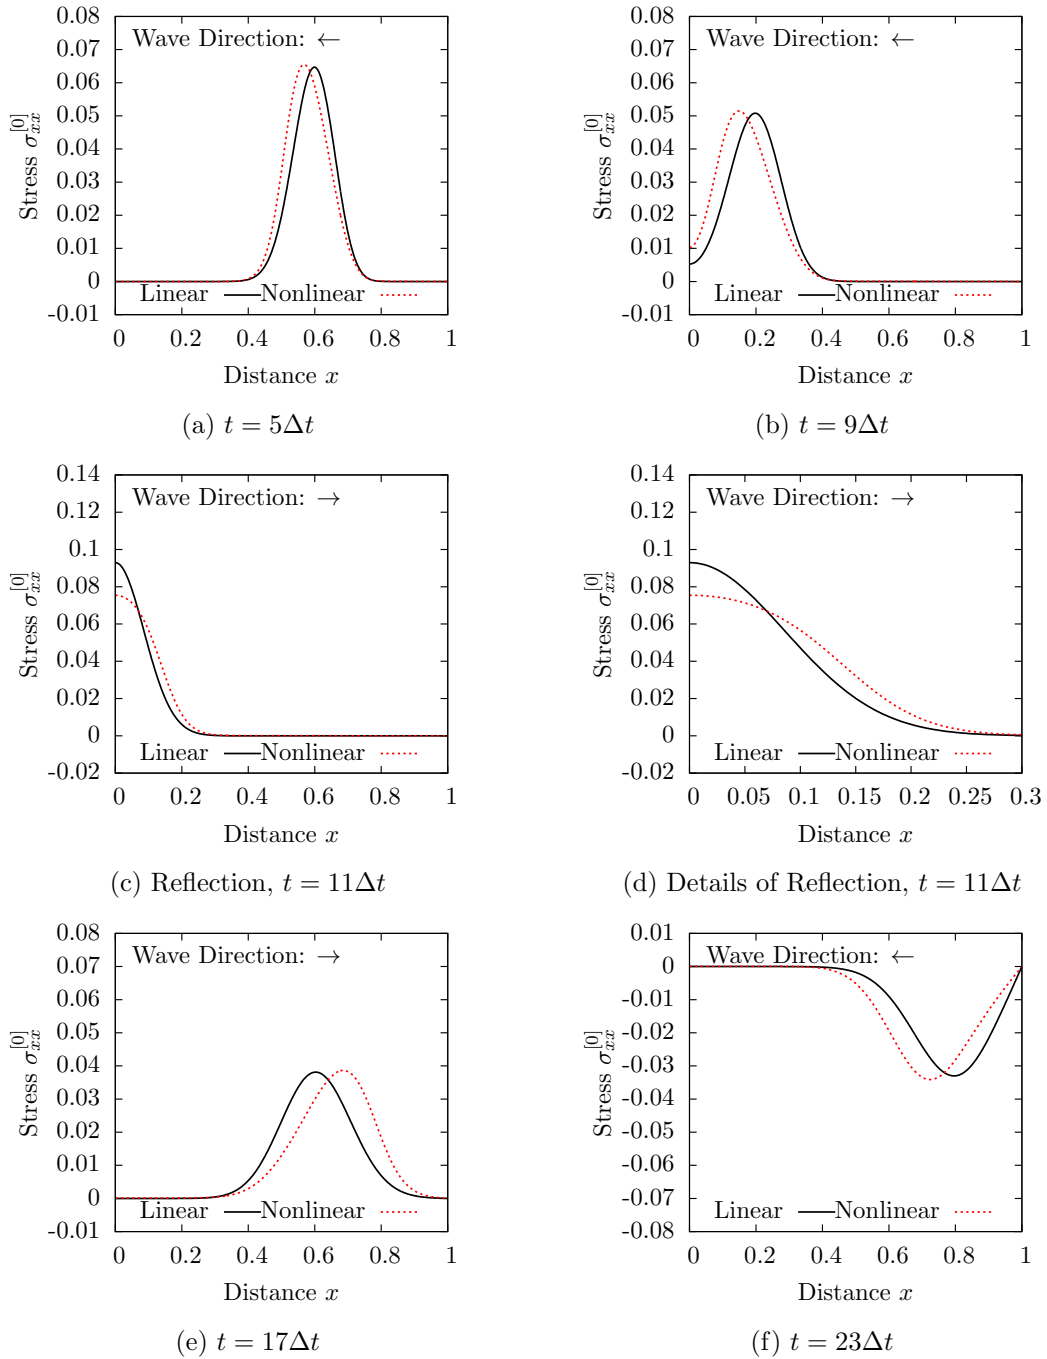 0.08
0.07
0.06
0.05
0.04
0.03
0.02
0.01
0
-0.01
Stress σ_{xx}^{[0]}
Wave Direction: ←
Linear
Nonlinear
0 0.2 0.4 0.6 0.8 1
Distance x
(a) t = 5Δt
0.08
0.07
0.06
0.05
0.04
0.03
0.02
0.01
0
-0.01
Stress σ_{xx}^{[0]}
Wave Direction: ←
Linear
Nonlinear
0 0.2 0.4 0.6 0.8 1
Distance x
(b) t = 9Δt
0.14
0.12
0.1
0.08
0.06
0.04
0.02
0
-0.02
Stress σ_{xx}^{[0]}
Wave Direction: →
Linear
Nonlinear
0 0.2 0.4 0.6 0.8 1
Distance x
(c) Reflection, t = 11Δt
0.14
0.12
0.1
0.08
0.06
0.04
0.02
0
-0.02
Stress σ_{xx}^{[0]}
Wave Direction: →
Linear
Nonlinear
0 0.05 0.1 0.15 0.2 0.25 0.3
Distance x
(d) Details of Reflection, t = 11Δt
0.08
0.07
0.06
0.05
0.04
0.03
0.02
0.01
0
-0.01
Stress σ_{xx}^{[0]}
Wave Direction: →
Linear
Nonlinear
0 0.2 0.4 0.6 0.8 1
Distance x
(e) t = 17Δt
0.01
0
-0.01
-0.02
-0.03
-0.04
-0.05
-0.06
-0.07
-0.08
Stress σ_{xx}^{[0]}
Wave Direction: ←
Linear
Nonlinear
0 0.2 0.4 0.6 0.8 1
Distance x
(f) t = 23Δt